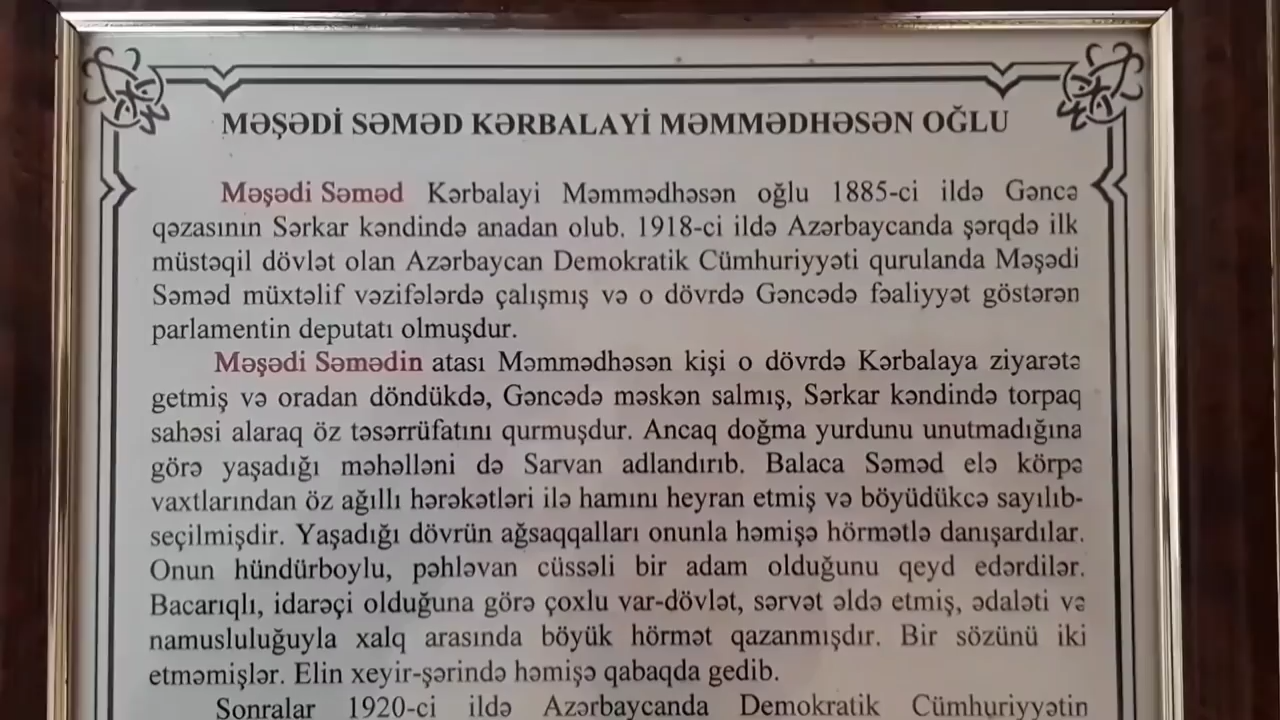 MƏŞƏDİ SƏMƏD KƏRBALAYİ MƏMMƏDHƏSƏN OĞLU
Məşədi Səməd Kərbalayi Məmmədhəsən oğlu 1885-ci ildə Gəncə
qəzasının Sərkar kəndində anadan olub. 1918-ci ildə Azərbaycanda şərqdə ilk
müstəqil dövlət olan Azərbaycan Demokratik Cümhuriyyəti qurulanda Məşədi
Səməd müxtəlif vəzifələrdə çalışmış və o dövrdə Gəncədə fəaliyyət göstərən
parlamentin deputatı olmuşdur.
Məşədi Səmədin atası Məmmədhəsən kişi o dövrdə Kərbalaya ziyarətə
getmiş və oradan döndükdə, Gəncədə məskən salmış, Sərkar kəndində torpaq
sahəsi alaraq öz təsərrüfatını qurmuşdur. Ancaq doğma yurdunu unutmadığına
görə yaşadığı məhəlləni də Sarvan adlandırıb. Balaca Səməd elə körpə
vaxtlarından öz ağıllı hərəkətləri ilə hamını heyran etmiş və böyüdükcə sayılıb-
seçilmişdir. Yaşadığı dövrün ağsaqqalları onunla həmişə hörmətlə danışardılar.
Onun hündürboylu, pəhləvan cüssəli bir adam olduğunu qeyd edərdilər.
Bacarıqlı, idarəçi olduğuna görə çoxlu var-dövlət, sərvət əldə etmiş, ədaləti və
namusluluğuyla xalq arasında böyük hörmət qazanmışdır. Bir sözünü iki
etməmişlər. Elin xeyir-şərində həmişə qabaqda gedib.
Sonralar 1920-ci ildə Azərbaycanda Demokratik Cümhuriyyətin